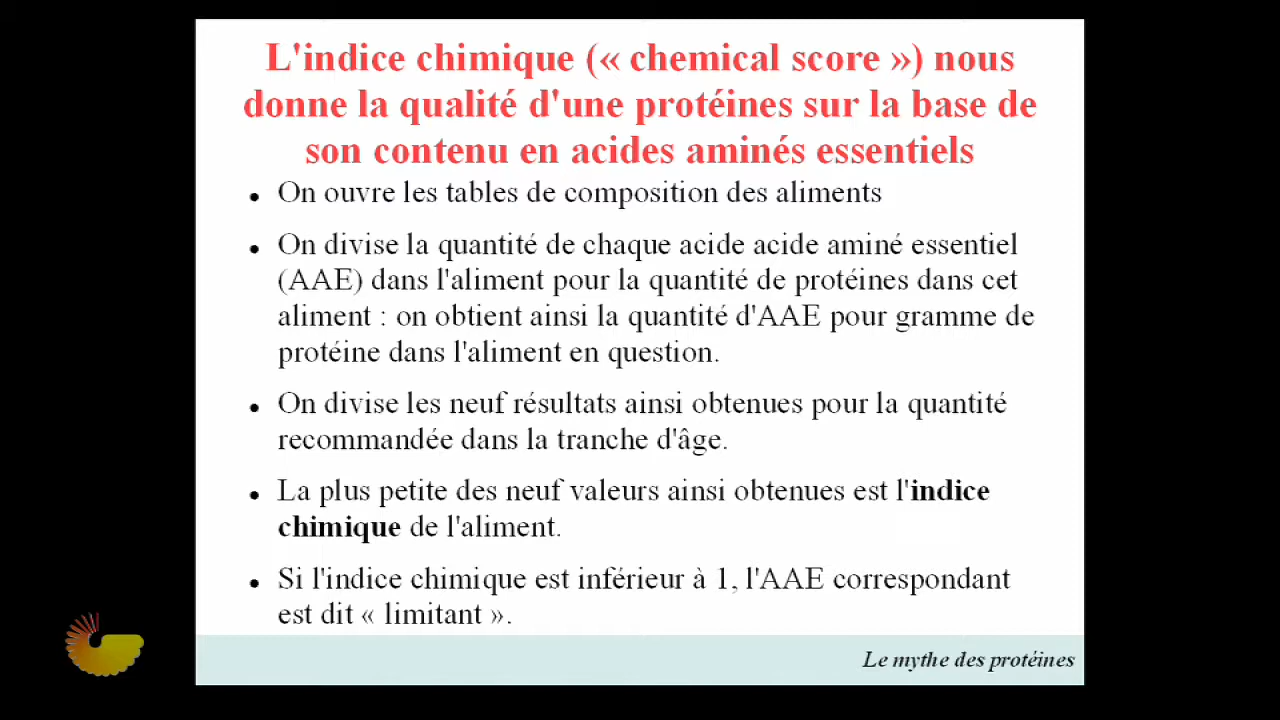 L'indice chimique (« chemical score ») nous
donne la qualité d'une protéines sur la base de
son contenu en acides aminés essentiels
• On ouvre les tables de composition des aliments
• On divise la quantité de chaque acide acide aminé essentiel
(AAE) dans l'aliment pour la quantité de protéines dans cet
aliment : on obtient ainsi la quantité d'AAE pour gramme de
protéine dans l'aliment en question.
• On divise les neuf résultats ainsi obtenues pour la quantité
recommandée dans la tranche d'âge.
• La plus petite des neuf valeurs ainsi obtenues est l'indice
chimique de l'aliment.
• Si l'indice chimique est inférieur à 1, l'AAE correspondant
est dit « limitant ».
Le mythe des protéines